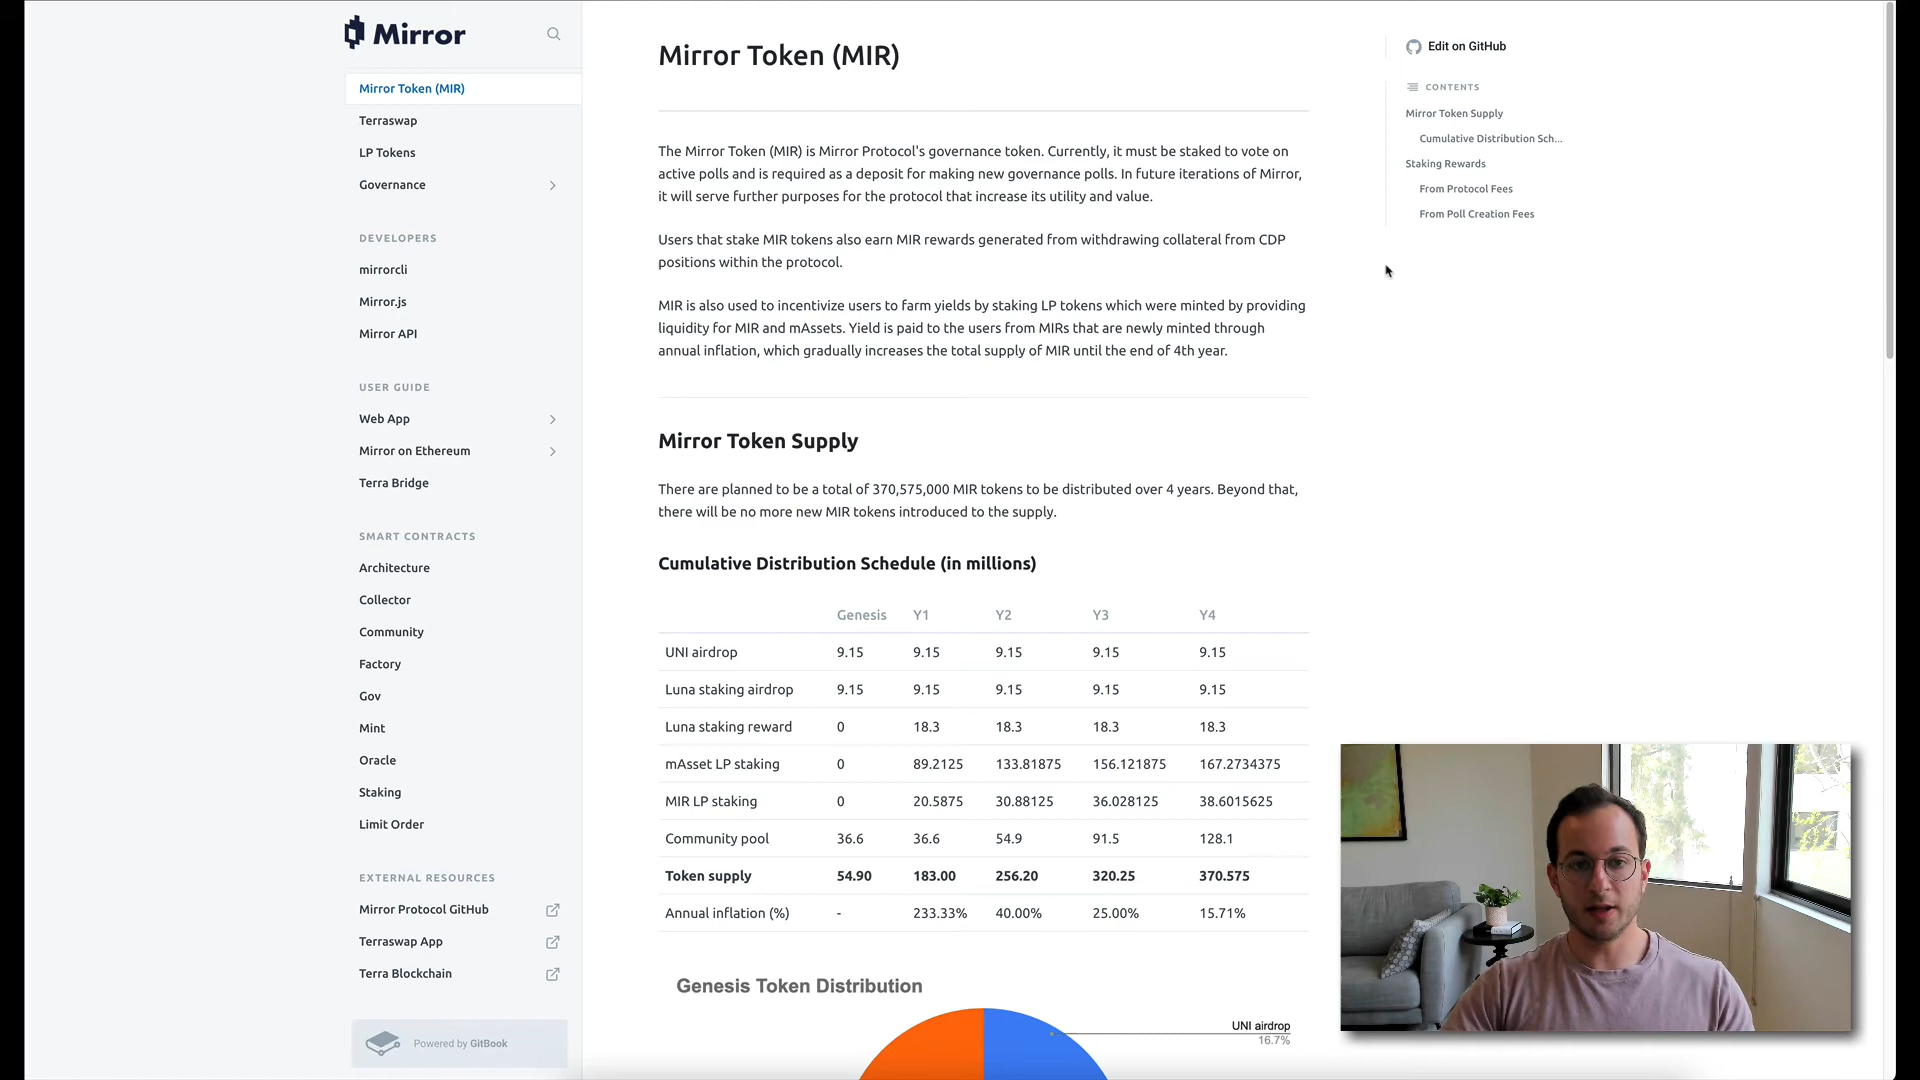 Mirror
Mirror Token (MIR)
Terraswap
LP Tokens
Governance
DEVELOPERS
mirrorcli
Mirror.js
Mirror API
USER GUIDE
Web App
Mirror on Ethereum
Terra Bridge
SMART CONTRACTS
Architecture
Collector
Community
Factory
Gov
Mint
Oracle
Staking
Limit Order
EXTERNAL RESOURCES
Mirror Protocol GitHub
Terraswap App
Terra Blockchain
Powered by GitBook
Mirror Token (MIR)
The Mirror Token (MIR) is Mirror Protocol's governance token. Currently, it must be staked to vote on
active polls and is required as a deposit for making new governance polls. In future iterations of Mirror,
it will serve further purposes for the protocol that increase its utility and value.
Users that stake MIR tokens also earn MIR rewards generated from withdrawing collateral from CDP
positions within the protocol.
MIR is also used to incentivize users to farm yields by staking LP tokens which were minted by providing
liquidity for MIR and mAssets. Yield is paid to the users from MIRs that are newly minted through
annual inflation, which gradually increases the total supply of MIR until the end of 4th year.
Mirror Token Supply
There are planned to be a total of 370,575,000 MIR tokens to be distributed over 4 years. Beyond that,
there will be no more new MIR tokens introduced to the supply.
Cumulative Distribution Schedule (in millions)
Genesis Y1 Y2 Y3 Y4
UNI airdrop 9.15 9.15 9.15 9.15 9.15
Luna staking airdrop 9.15 9.15 9.15 9.15 9.15
Luna staking reward 0 18.3 18.3 18.3 18.3
mAsset LP staking 0 89.2125 133.81875 156.121875 167.2734375
MIR LP staking 0 20.5875 30.88125 36.028125 38.6015625
Community pool 36.6 36.6 54.9 91.5 128.1
Token supply 54.90 183.00 256.20 320.25 370.575
Annual inflation (%) - 233.33% 40.00% 25.00% 15.71%
Genesis Token Distribution
UNI airdrop
16.7%
Edit on GitHub
CONTENTS
Mirror Token Supply
Cumulative Distribution Sch...
Staking Rewards
From Protocol Fees
From Poll Creation Fees